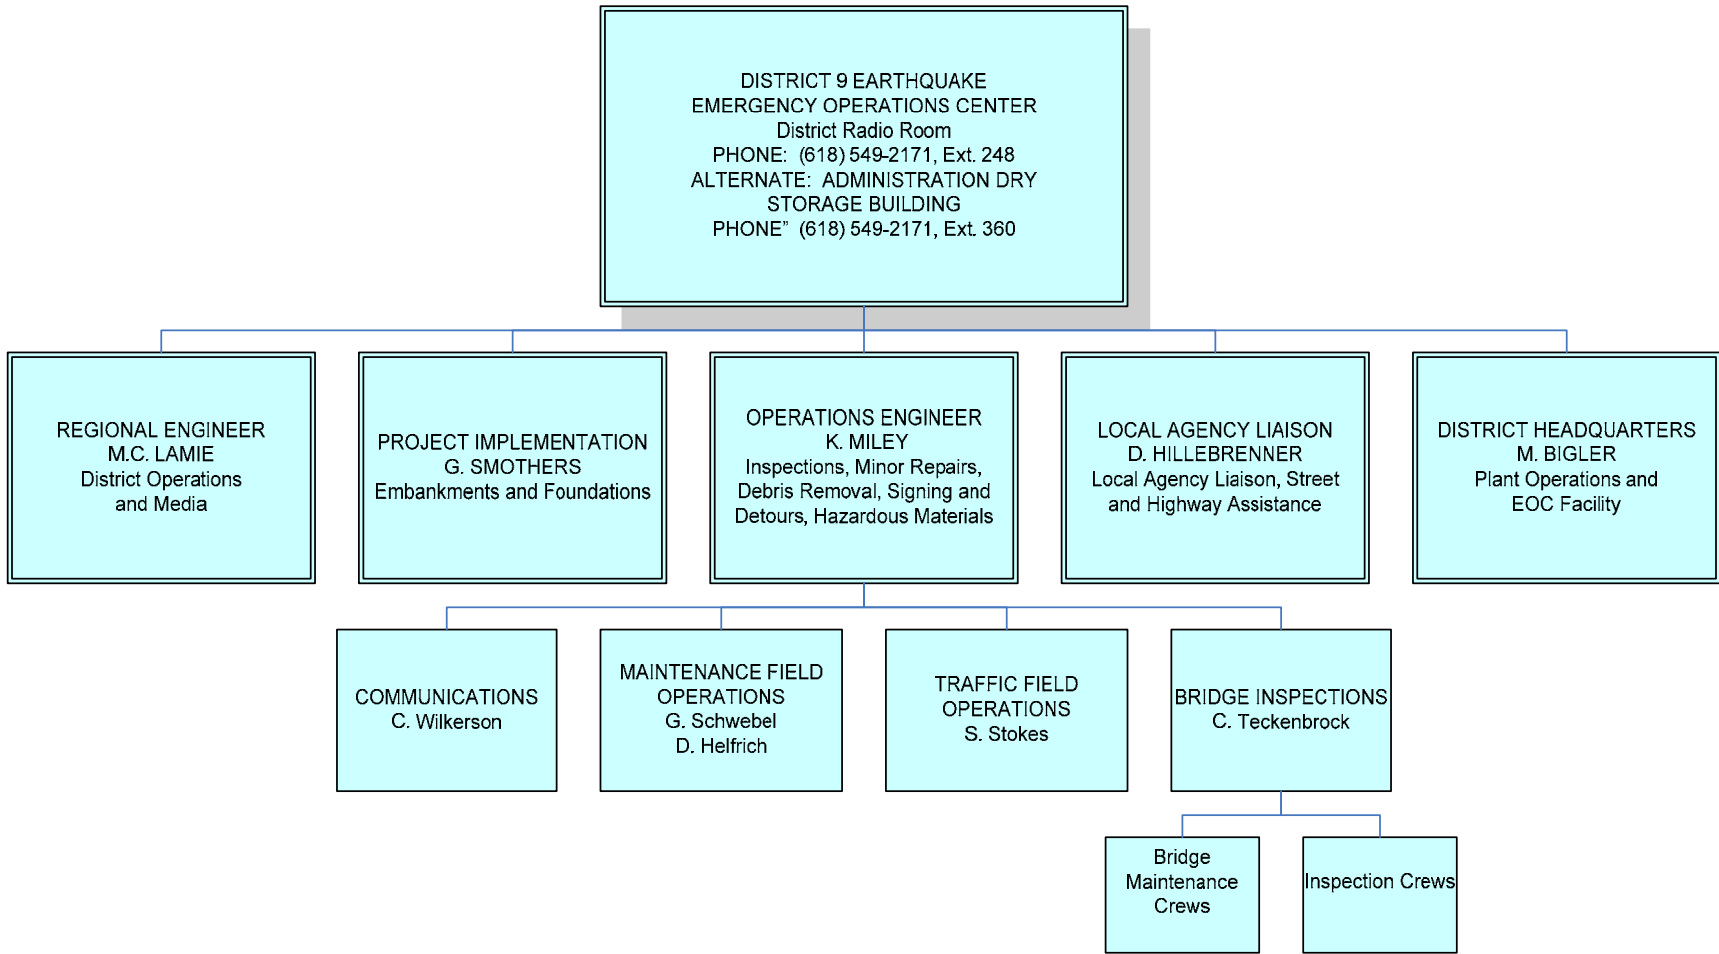 DISTRICT 9 EARTHQUAKE
EMERGENCY OPERATIONS CENTER
District Radio Room
PHONE:  (618) 549-2171, Ext. 248
ALTERNATE:  ADMINISTRATION DRY
STORAGE BUILDING
PHONE”  (618) 549-2171, Ext. 360
REGIONAL ENGINEER
M.C. LAMIE
District Operations
and Media
PROJECT IMPLEMENTATION
G. SMOTHERS
Embankments and Foundations
OPERATIONS ENGINEER
K. MILEY
Inspections, Minor Repairs,
Debris Removal, Signing and
Detours, Hazardous Materials
LOCAL AGENCY LIAISON
D. HILLEBRENNER
Local Agency Liaison, Street
and Highway Assistance
DISTRICT HEADQUARTERS
M. BIGLER
Plant Operations and
EOC Facility
COMMUNICATIONS
C. Wilkerson
MAINTENANCE FIELD
OPERATIONS
G. Schwebel
D. Helfrich
TRAFFIC FIELD
OPERATIONS
S. Stokes
BRIDGE INSPECTIONS
C. Teckenbrock
Bridge
Maintenance
Crews
Inspection Crews